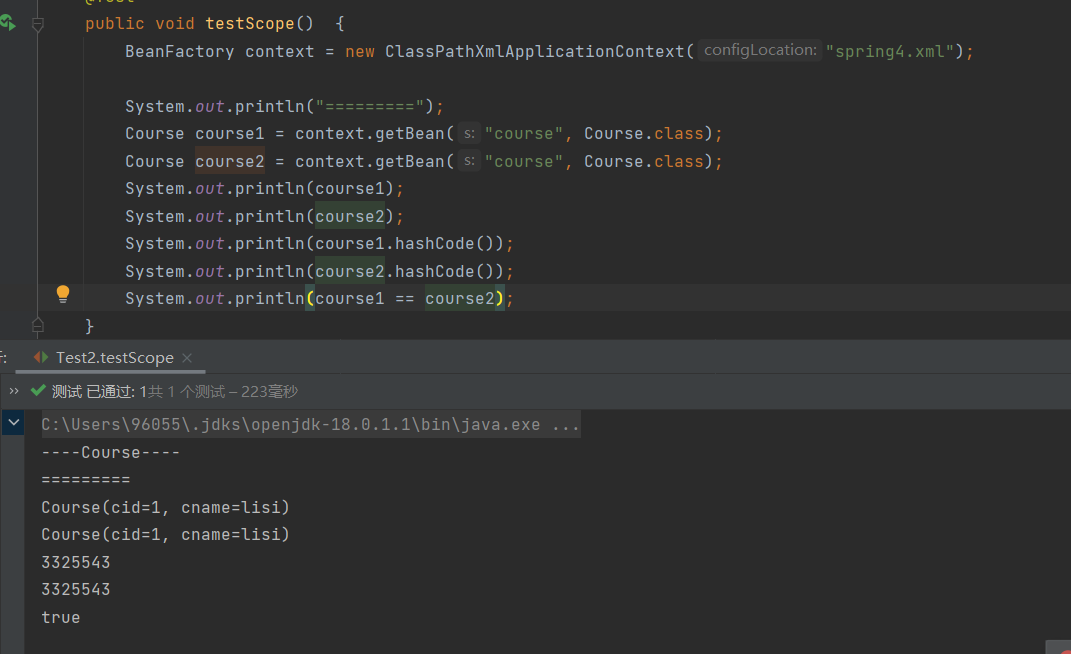 @Test
public void testScope()  {
    BeanFactory context = new ClassPathXmlApplicationContext( configLocation: "spring4.xml");
    System.out.println("=========");
    Course course1 = context.getBean( s: "course", Course.class);
    Course course2 = context.getBean( s: "course", Course.class);
    System.out.println(course1);
    System.out.println(course2);
    System.out.println(course1.hashCode());
    System.out.println(course2.hashCode());
    System.out.println(course1 == course2);
}
Test2.testScope ×
» 测试 已通过: 1共 1 个测试 – 223毫秒
C:\Users\96055\.jdks\openjdk-18.0.1.1\bin\java.exe ...
----Course----
=========
Course(cid=1, cname=lisi)
Course(cid=1, cname=lisi)
3325543
3325543
true